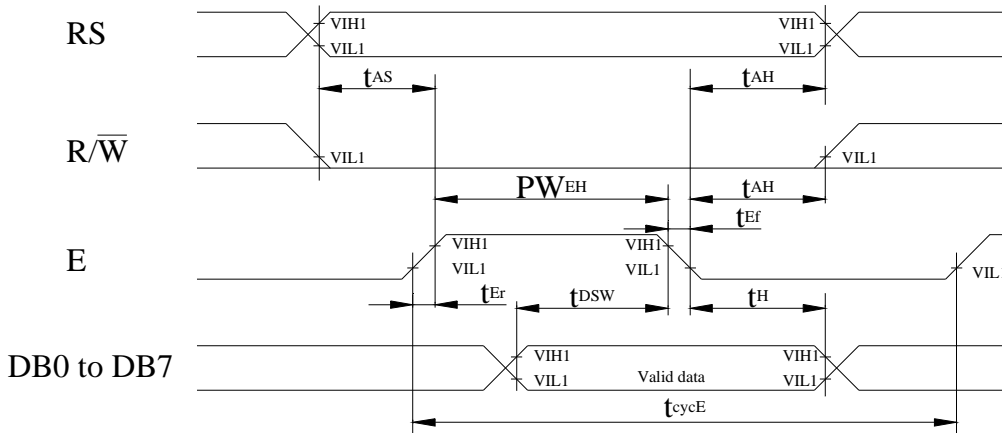 RS
VIH1
VIL1
VIH1
VIL1
tAS
tAH
R/W̅
VIL1
VIL1
PWEH
tAH
tEf
E
VIH1
VIL1
VIH1
VIL1
VIL1
tEr
tDSW
tH
DB0 to DB7
VIH1
VIL1
Valid data
VIH1
VIL1
tcycE